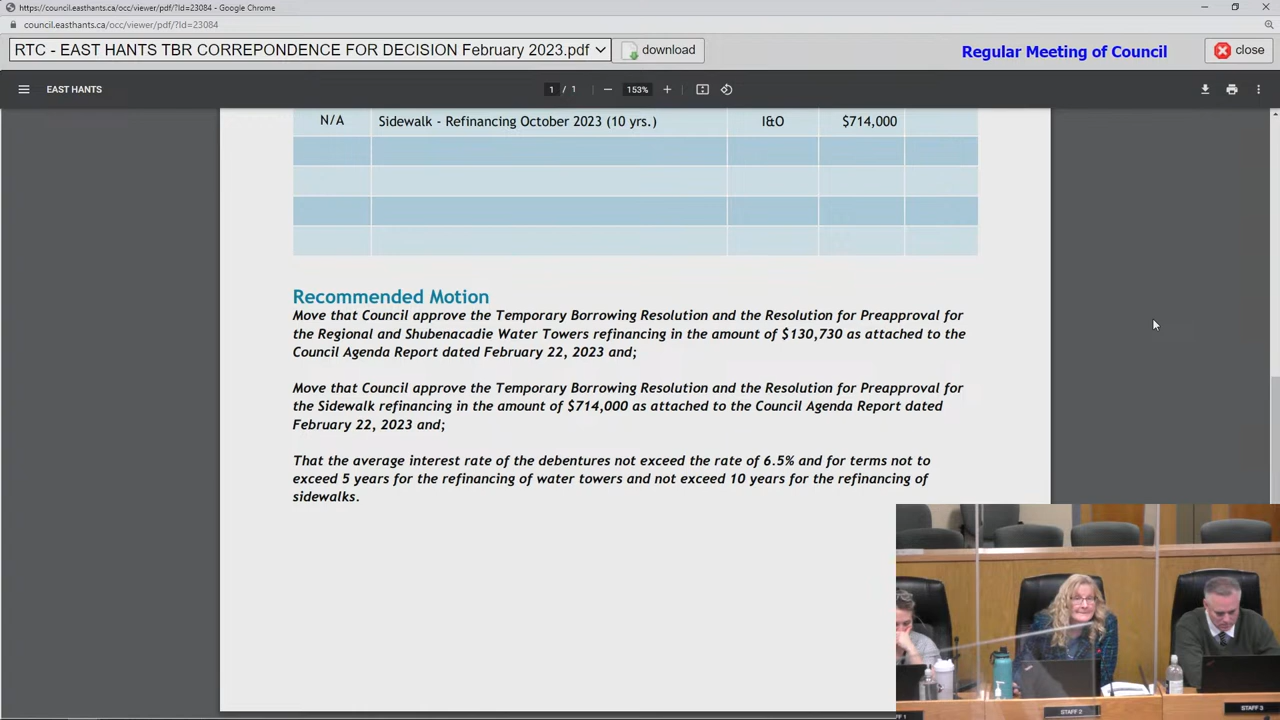 https://council.easthants.ca/occ/viewer/pdf/?Id=23084 - Google Chrome
council.easthants.ca/occ/viewer/pdf/?Id=23084
RTC - EAST HANTS TBR CORREPONDENCE FOR DECISION February 2023.pdf download Regular Meeting of Council close
EAST HANTS 1 / 1 153%
N/A Sidewalk - Refinancing October 2023 (10 yrs.) I&O $714,000
Recommended Motion
Move that Council approve the Temporary Borrowing Resolution and the Resolution for Preapproval for
the Regional and Shubenacadie Water Towers refinancing in the amount of $130,730 as attached to the
Council Agenda Report dated February 22, 2023 and;
Move that Council approve the Temporary Borrowing Resolution and the Resolution for Preapproval for
the Sidewalk refinancing in the amount of $714,000 as attached to the Council Agenda Report dated
February 22, 2023 and;
That the average interest rate of the debentures not exceed the rate of 6.5% and for terms not to
exceed 5 years for the refinancing of water towers and not exceed 10 years for the refinancing of
sidewalks.
STAFF 2
STAFF 3